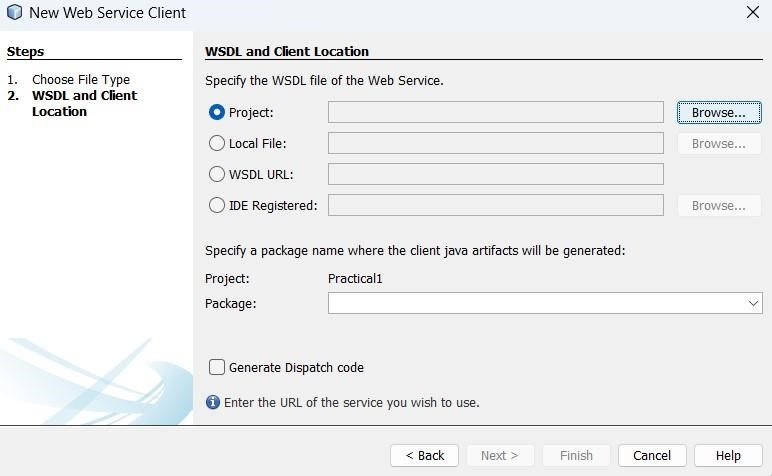 New Web Service Client
Steps
1. Choose File Type
2. WSDL and Client
Location
WSDL and Client Location
Specify the WSDL file of the Web Service.
Project: Browse...
Local File: Browse...
WSDL URL:
IDE Registered: Browse...
Specify a package name where the client java artifacts will be generated:
Project: Practical1
Package:
Generate Dispatch code
Enter the URL of the service you wish to use.
< Back Next > Finish Cancel Help